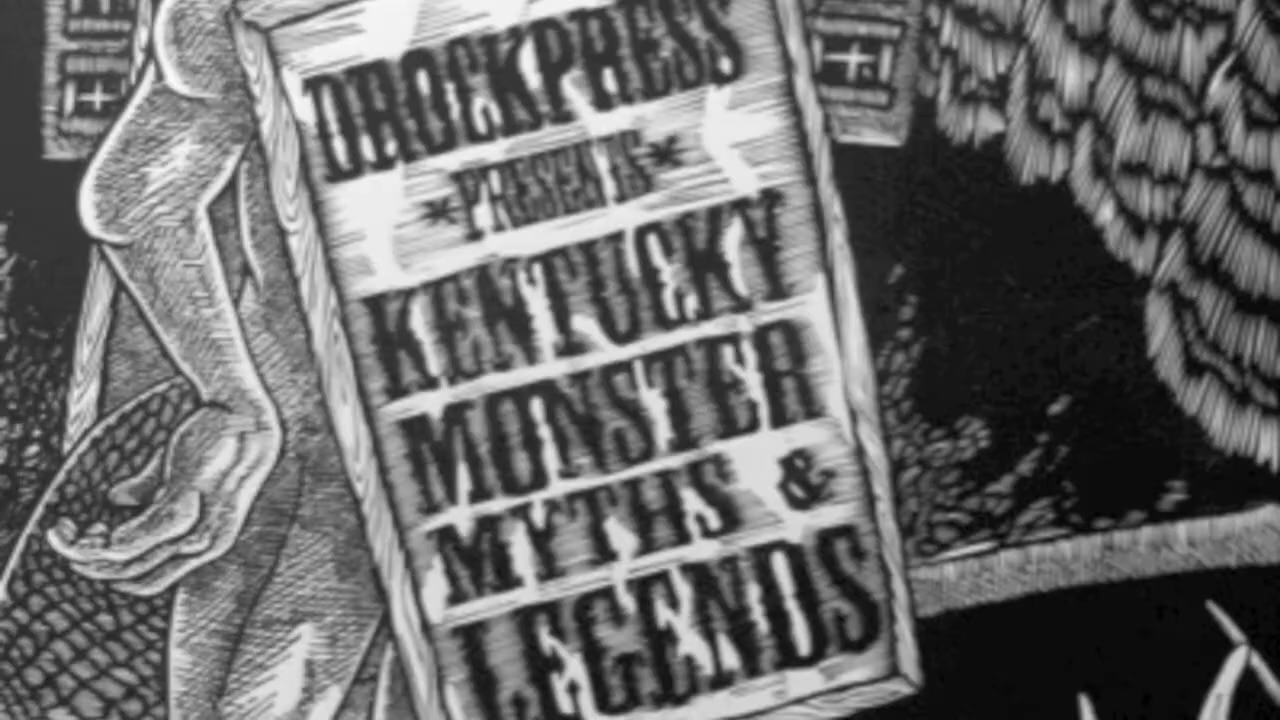 DROCKPRESS
*PRESENTS*
KENTUCKY
MONSTER
MYTHS &
LEGENDS